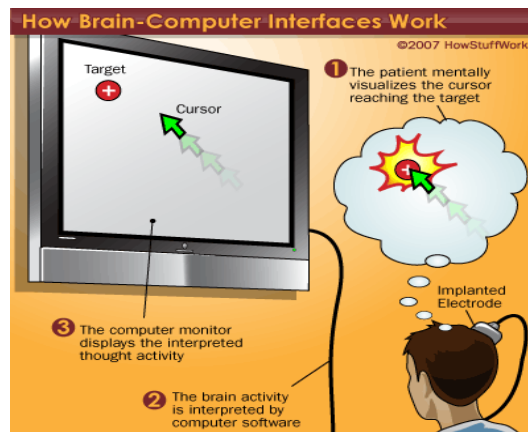 How Brain-Computer Interfaces Work
©2007 HowStuffWork
Target
Cursor
1 The patient mentally
visualizes the cursor
reaching the target
Implanted
Electrode
3 The computer monitor
displays the interpreted
thought activity
2 The brain activity
is interpreted by
computer software